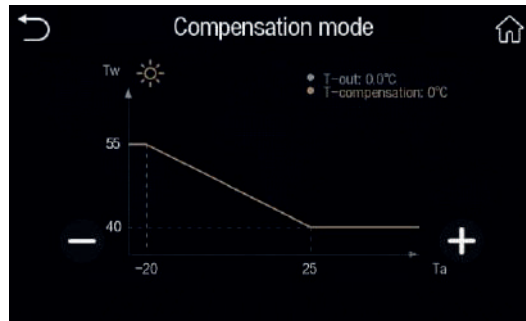 Compensation mode
Tw
T-out: 0.0℃
T-compensation: 0℃
55
40
-20
25
Ta